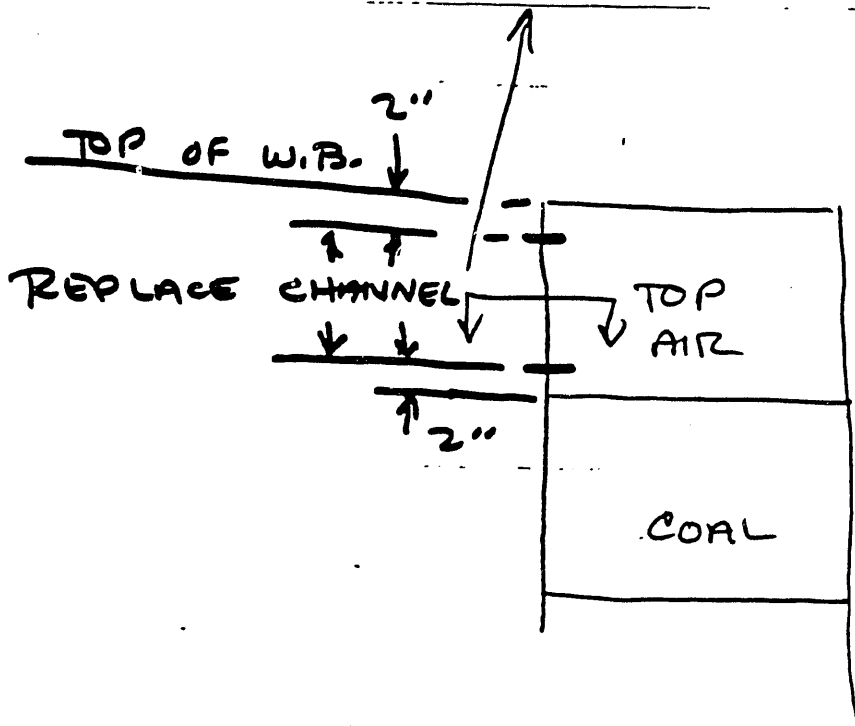 2"
TOP OF W.B.
REPLACE CHANNEL
TOP
AIR
2"
COAL